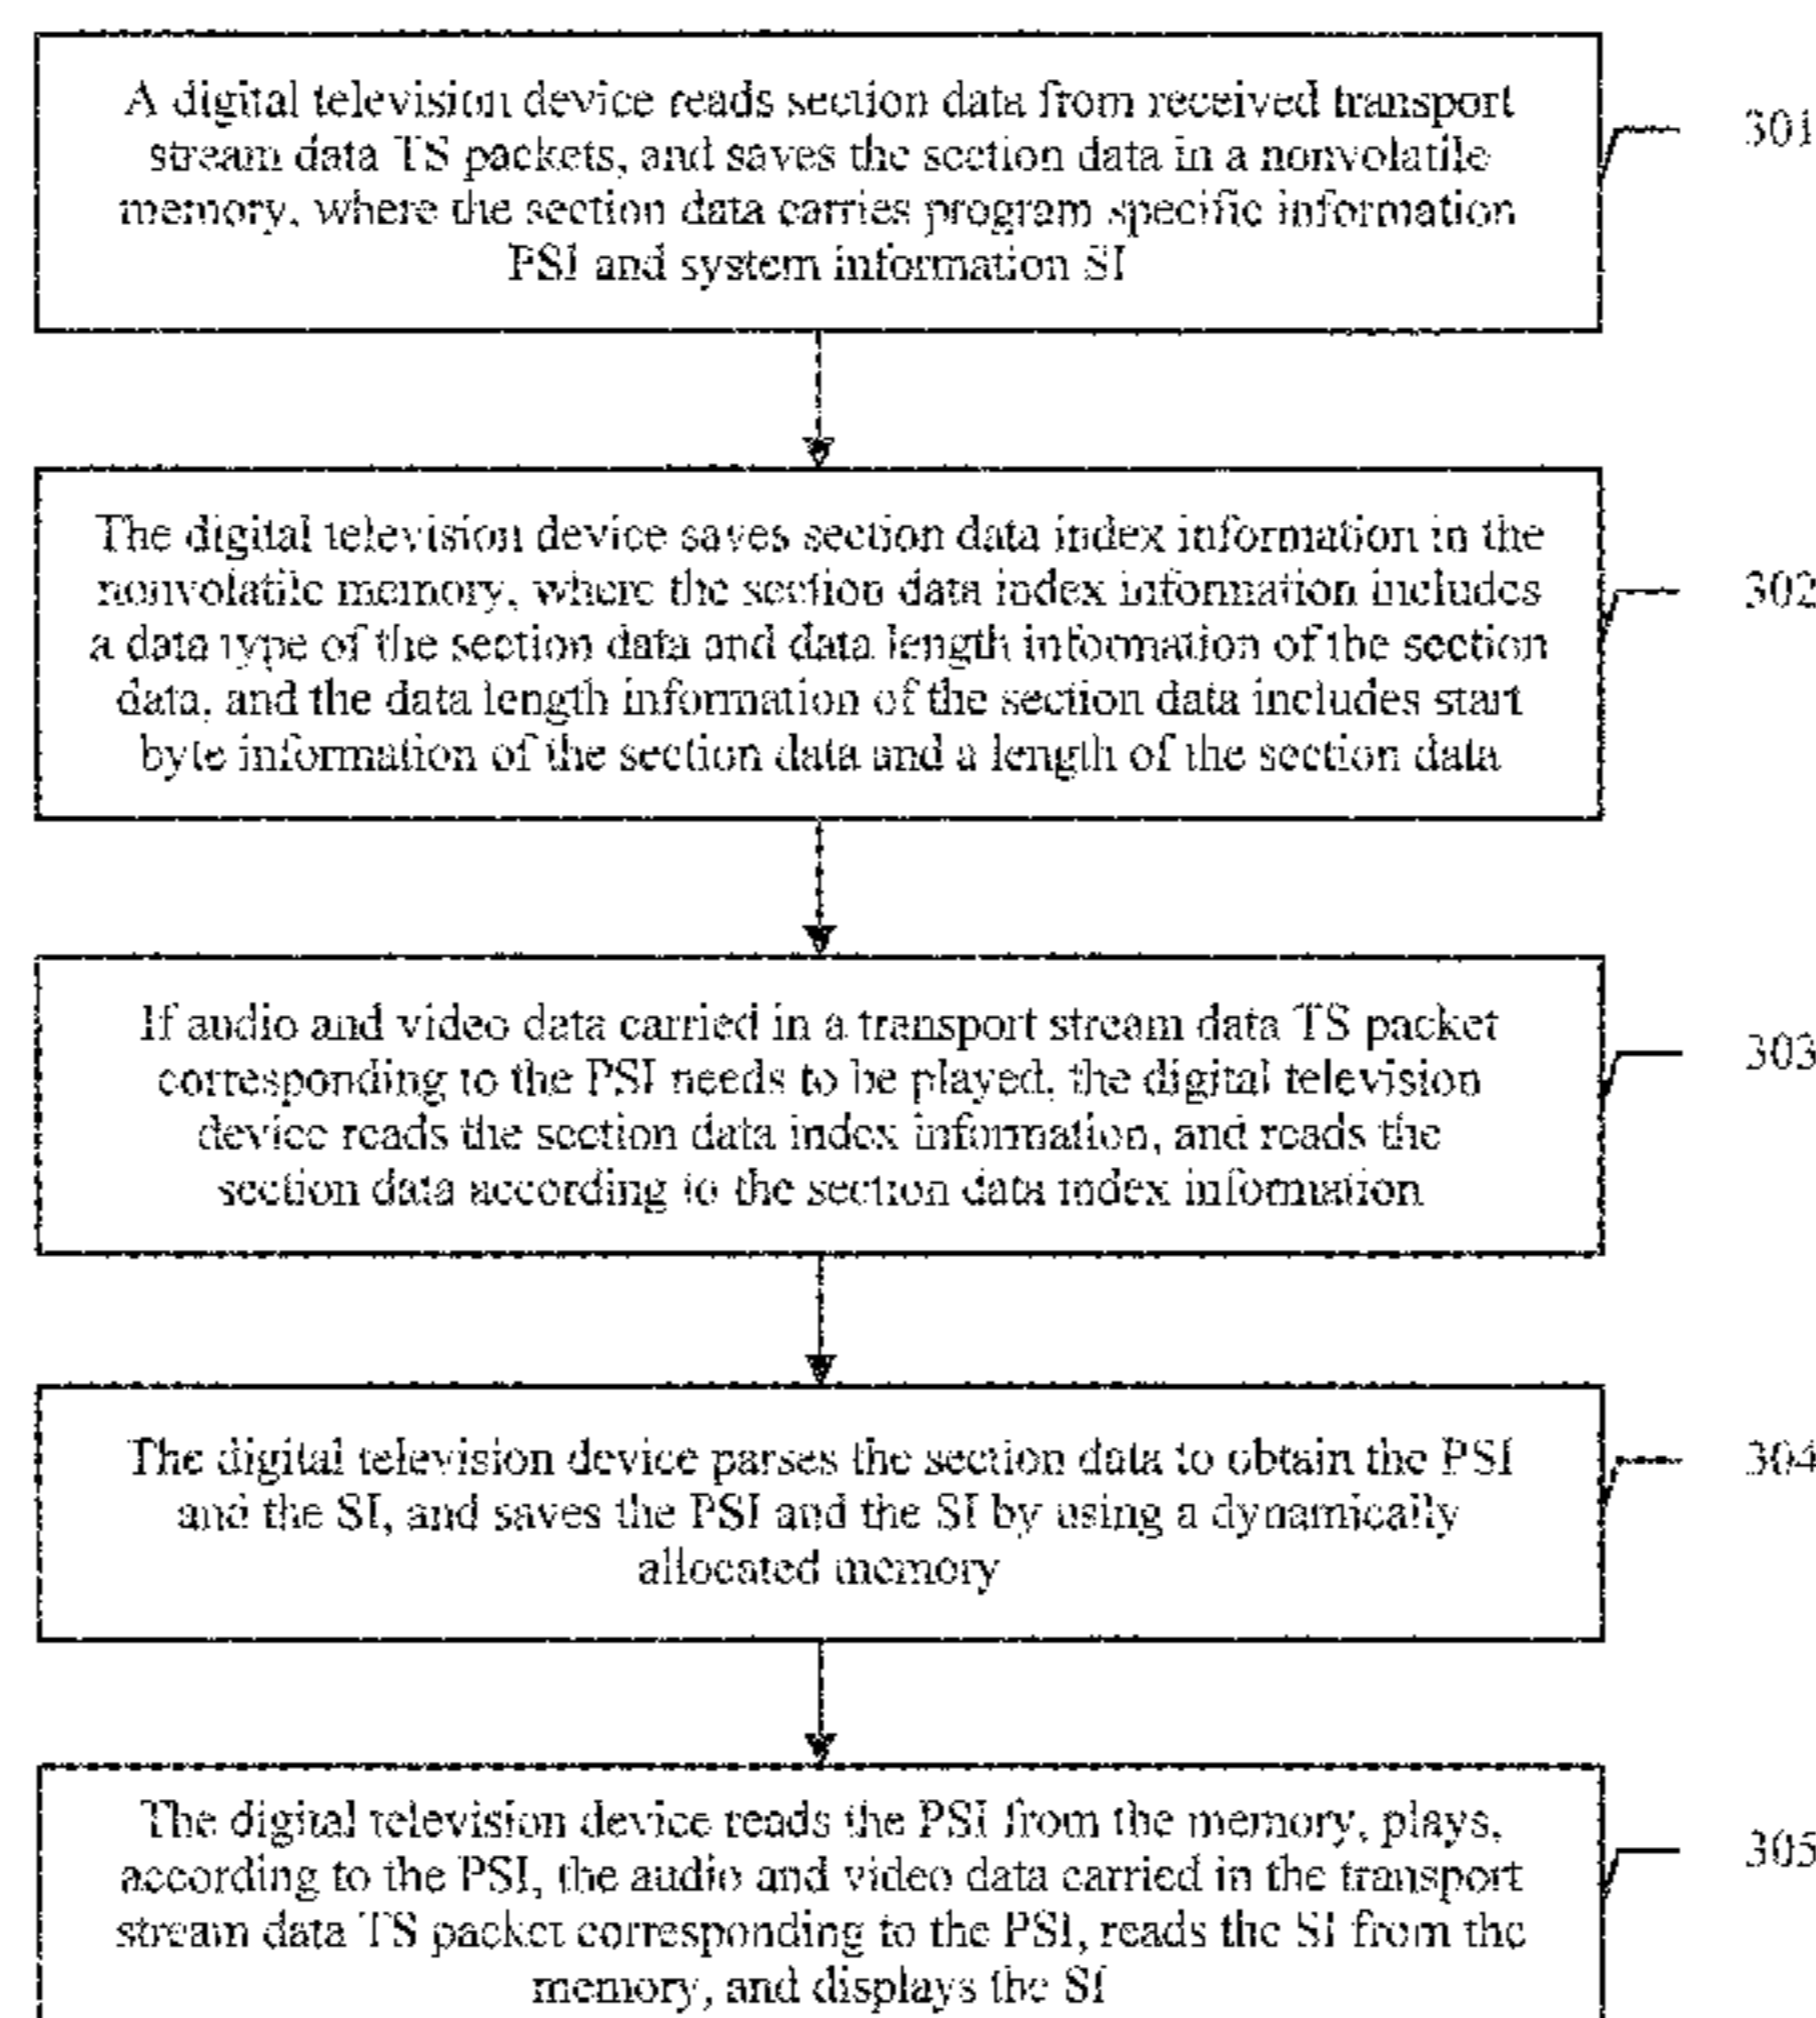 A digital television device reads section data from received transport
stream data TS packets, and saves the section data in a nonvolatile
memory, where the section data carries program specific information
PSI and system information SI
301
The digital television device saves section data index information in the
nonvolatile memory, where the section data index information includes
a data type of the section data and data length information of the section
data, and the data length information of the section data includes start
byte information of the section data and a length of the section data
302
If audio and video data carried in a transport stream data TS packet
corresponding to the PSI needs to be played, the digital television
device reads the section data index information, and reads the
section data according to the section data index information
303
The digital television device parses the section data to obtain the PSI
and the SI, and saves the PSI and the SI by using a dynamically
allocated memory
304
The digital television device reads the PSI from the memory, plays,
according to the PSI, the audio and video data carried in the transport
stream data TS packet corresponding to the PSI, reads the SI from the
memory, and displays the SI
305